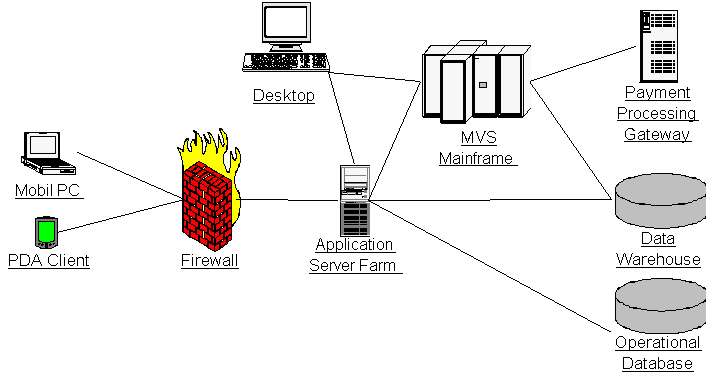 Desktop
MVS
Mainframe
Payment
Processing
Gateway
Mobil PC
PDA Client
Firewall
Application
Server Farm
Data
Warehouse
Operational
Database